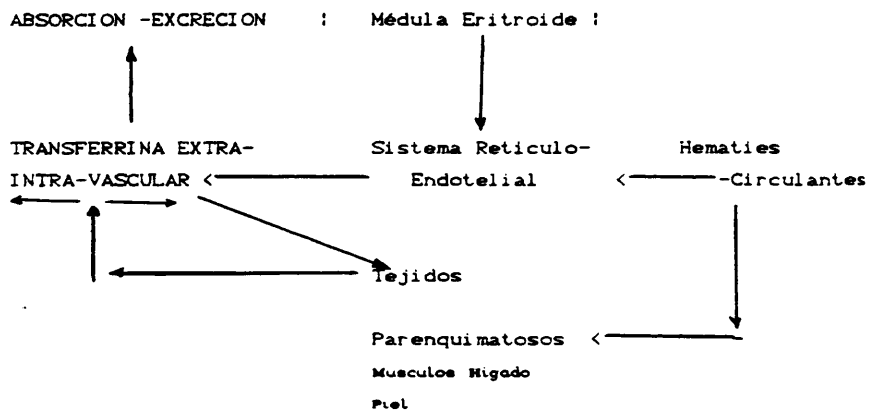 ABSORCION -EXCRECION : Médula Eritroide :
TRANSFERRINA EXTRA- Sistema Reticulo- Hematies
INTRA-VASCULAR < Endotelial < -Circulantes
Tejidos
Parenquimatosos <
Musculos Higado
Piel